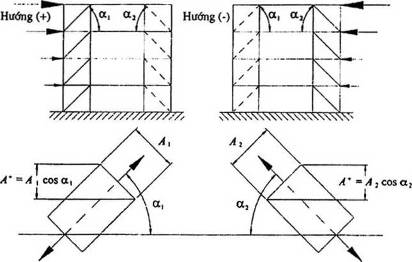 Hướng (+)
α₁ α₂
Hướng (-)
α₁ α₂
A₁
A* = A₁ cos α₁
α₁
A₂
α₂
A* = A₂ cos α₂